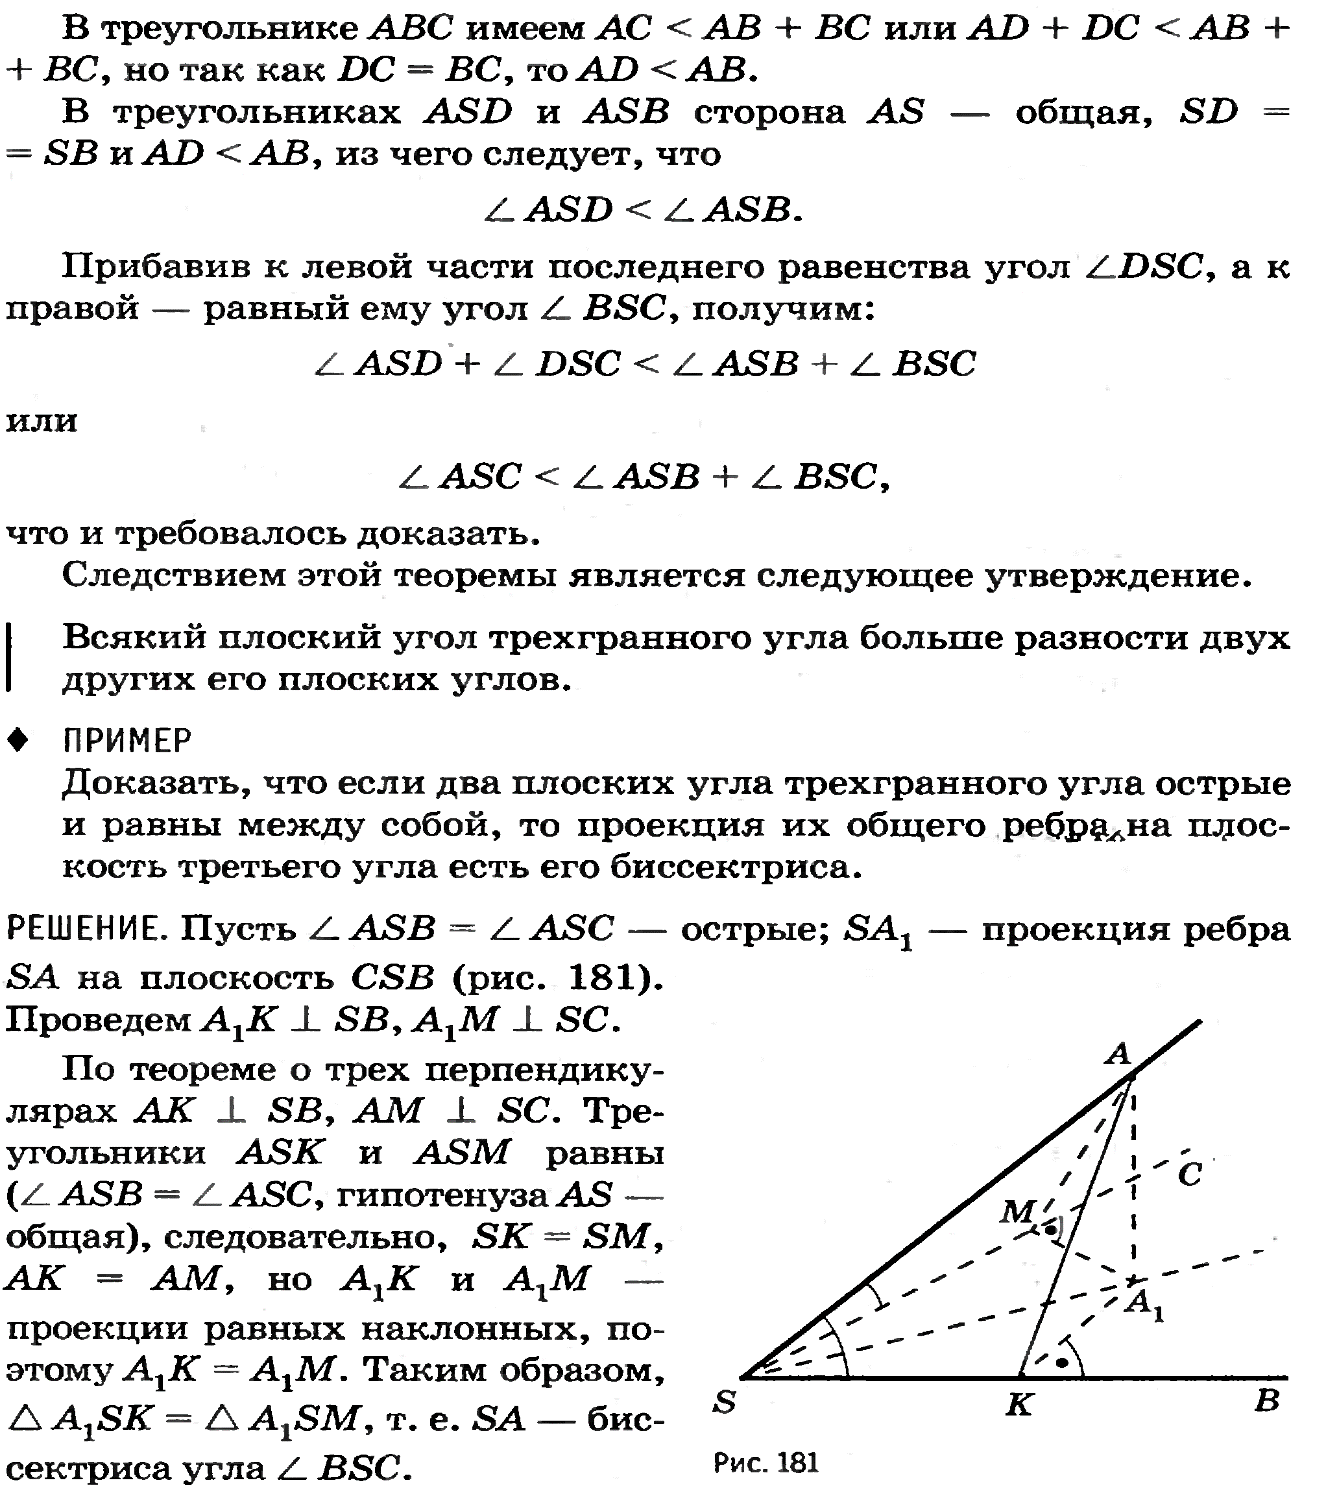 В треугольнике ABC имеем AC < AB + BC или AD + DC < AB +
+ BC, но так как DC = BC, то AD < AB.
В треугольниках ASD и ASB сторона AS — общая, SD =
= SB и AD < AB, из чего следует, что
∠ ASD < ∠ ASB.
Прибавив к левой части последнего равенства угол ∠DSC, а к
правой — равный ему угол ∠ BSC, получим:
∠ ASD + ∠ DSC < ∠ ASB + ∠ BSC
или
∠ ASC < ∠ ASB + ∠ BSC,
что и требовалось доказать.
Следствием этой теоремы является следующее утверждение.
Всякий плоский угол трехгранного угла больше разности двух
других его плоских углов.
♦ ПРИМЕР
Доказать, что если два плоских угла трехгранного угла острые
и равны между собой, то проекция их общего ребра на плос-
кость третьего угла есть его биссектриса.
РЕШЕНИЕ. Пусть ∠ ASB = ∠ ASC — острые; SA₁ — проекция ребра
SA на плоскость CSB (рис. 181).
Проведем A₁K ⊥ SB, A₁M ⊥ SC.
По теореме о трех перпендику-
лярах AK ⊥ SB, AM ⊥ SC. Тре-
угольники ASK и ASM равны
(∠ ASB = ∠ ASC, гипотенуза AS —
общая), следовательно, SK = SM,
AK = AM, но A₁K и A₁M —
проекции равных наклонных, по-
этому A₁K = A₁M. Таким образом,
△ A₁SK = △ A₁SM, т. е. SA — бис-
сектриса угла ∠ BSC.
A
C
M
A₁
S
K
B
Рис. 181